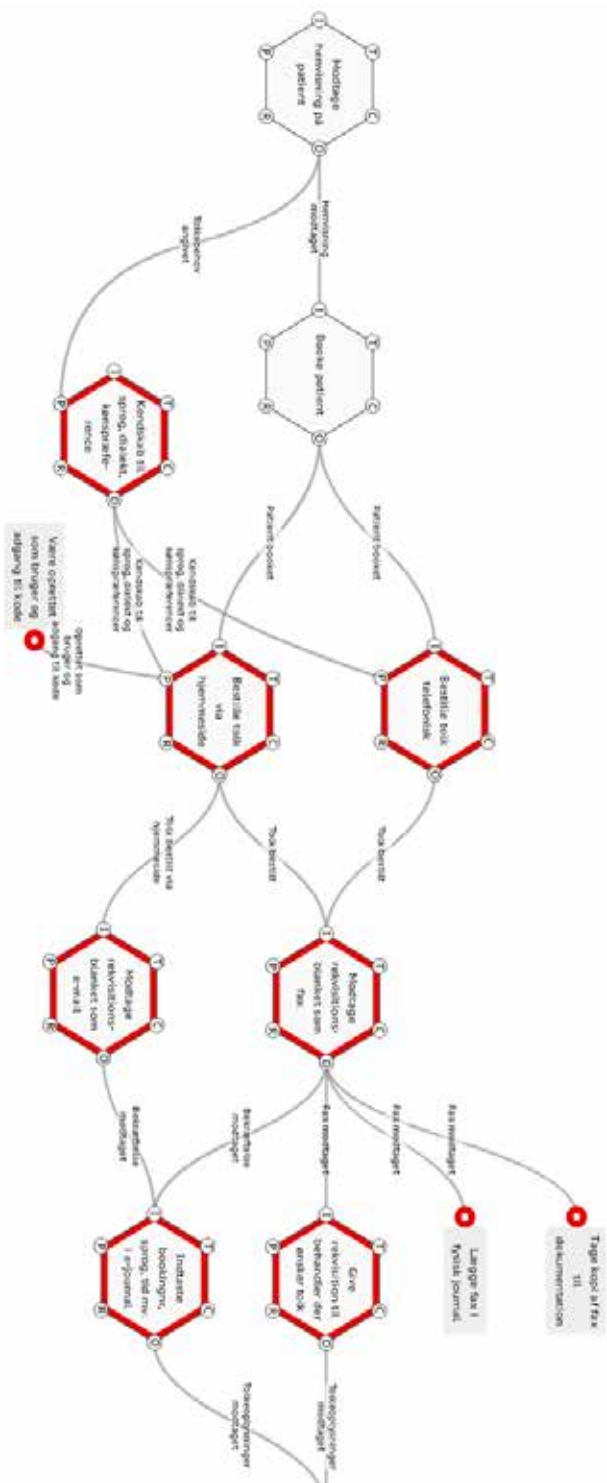 Modtage
henvisning på
patient
Henvisning
modtaget
Tolkebehov
angivet
Booke patient
Kendskab til
sprog, dialekt,
kønspræfe-
rence
Patient booket
Patient booket
Kendskab til
sprog, dialekt og
kønspræferencer
Kendskab til
sprog, dialekt og
kønspræferencer
Være oprettet
som bruger og
adgang til kode
oprettet som
bruger og
adgang til kode
Bestille tolk
telefonisk
Bestille tolk
via
hjemmeside
Tolk bestilt
Tolk bestilt
Tolk bestilt via
hjemmeside
Modtage
rekvisitions-
blanket som
fax
Modtage
rekvisitions-
blanket som
e-mail
Fax modtaget
Fax modtaget
Fax modtaget
Bekræftelse
modtaget
Bekræftelse
modtaget
Tage kopi af fax
til
dokumentation
Lægge fax i
fysisk journal
Give
rekvisition til
behandler der
ønsker tolk
Indtaste
bookingnr,
sprog, tid mv.
i e-journal
Tolkeoplysninger
modtaget
Tolkeoplysninger
modtaget